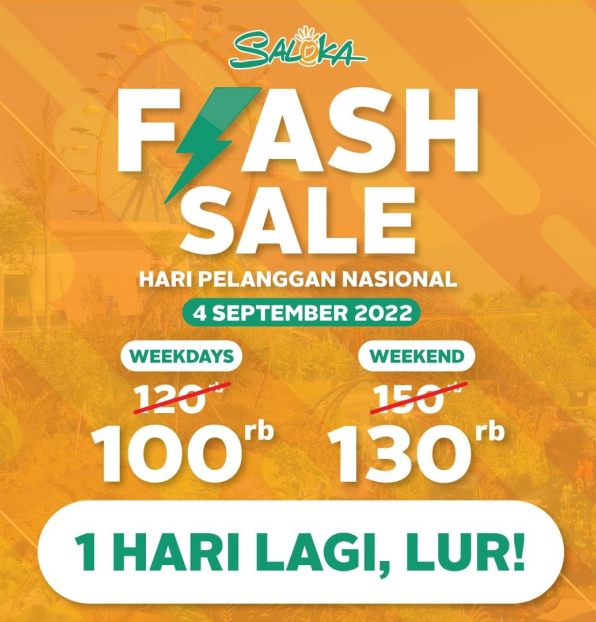 SALOKA
FLASH
SALE
HARI PELANGGAN NASIONAL
4 SEPTEMBER 2022
WEEKDAYS WEEKEND
120rb 150rb
100rb 130rb
1 HARI LAGI, LUR!